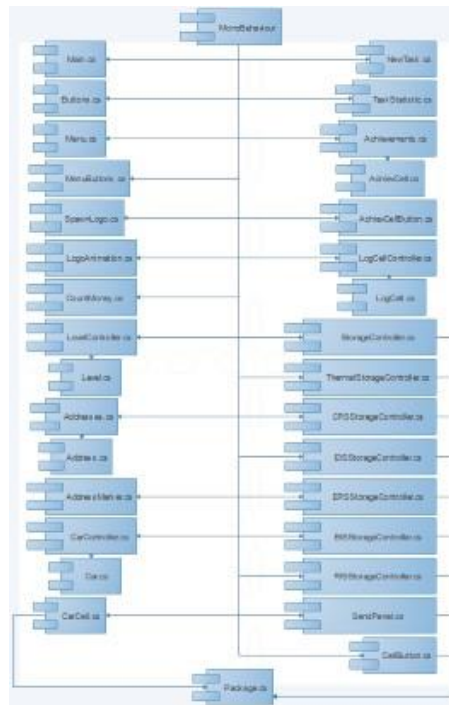 MonoBehaviour
Main.cs
Buttons.cs
Menu.cs
MenuButtons.cs
SpawnLogo.cs
LogoAnimation.cs
CountMoney.cs
LevelController.cs
Level.cs
Addresses.cs
Address.cs
CarController.cs
Car.cs
CarCell.cs
NewTask.cs
TaskStatistic.cs
Achievements.cs
AchievCell.cs
AchievCellButton.cs
LogCellController.cs
LogCell.cs
StorageController.cs
ThermalStorageController.cs
SendPanel.cs
CellButton.cs
Package.cs